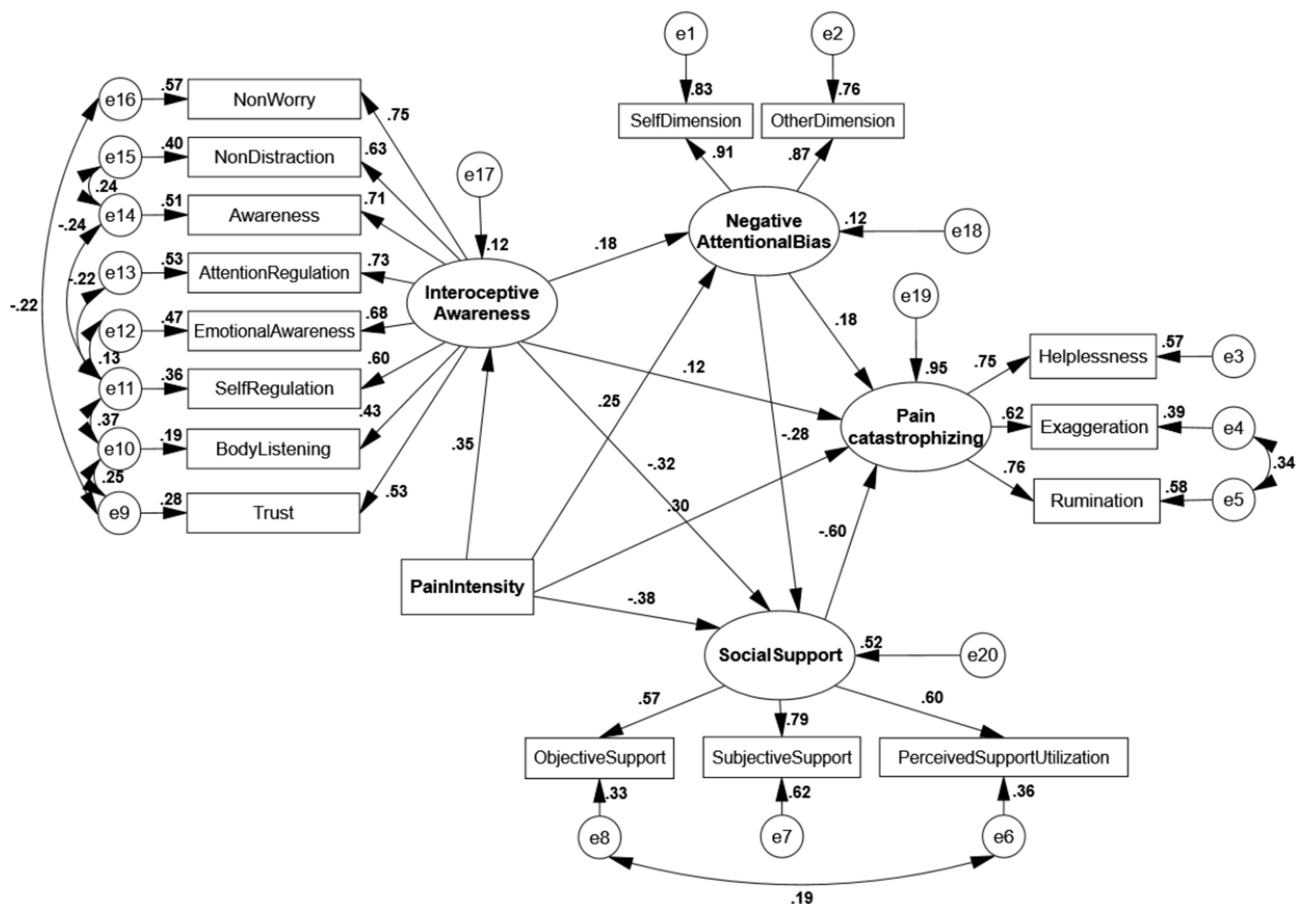 e1
e2
.83
.76
SelfDimension
OtherDimension
.91
.87
e16
.57
NonWorry
.75
e15
.40
NonDistraction
.63
.24
e14
.51
Awareness
.71
-.24
e13
.53
AttentionRegulation
.73
-.22
e12
.47
EmotionalAwareness
.68
.13
e11
.36
SelfRegulation
.60
.37
e10
.19
BodyListening
.43
.25
e9
.28
Trust
.53
-.22
e17
.12
Interoceptive
Awareness
.18
Negative
AttentionalBias
.12
e18
e19
.18
.95
.12
Pain
catastrophizing
.75
Helplessness
.57
e3
.62
Exaggeration
.39
e4
.76
Rumination
.58
e5
.34
.25
-.28
.35
-.32
.30
-.60
PainIntensity
-.38
SocialSupport
.52
e20
.57
.79
.60
ObjectiveSupport
SubjectiveSupport
PerceivedSupportUtilization
.33
.62
.36
e8
e7
e6
.19